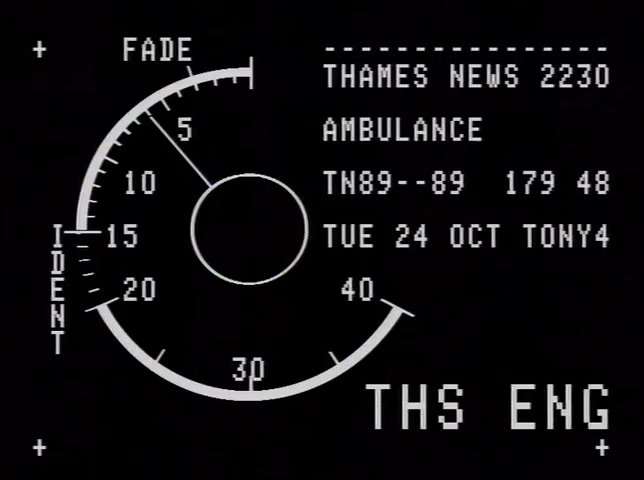 FADE
----------------
THAMES NEWS 2230
5
AMBULANCE
10
TN89--89 179 48
15
TUE 24 OCT TONY4
IDENT
20
40
30
THS ENG